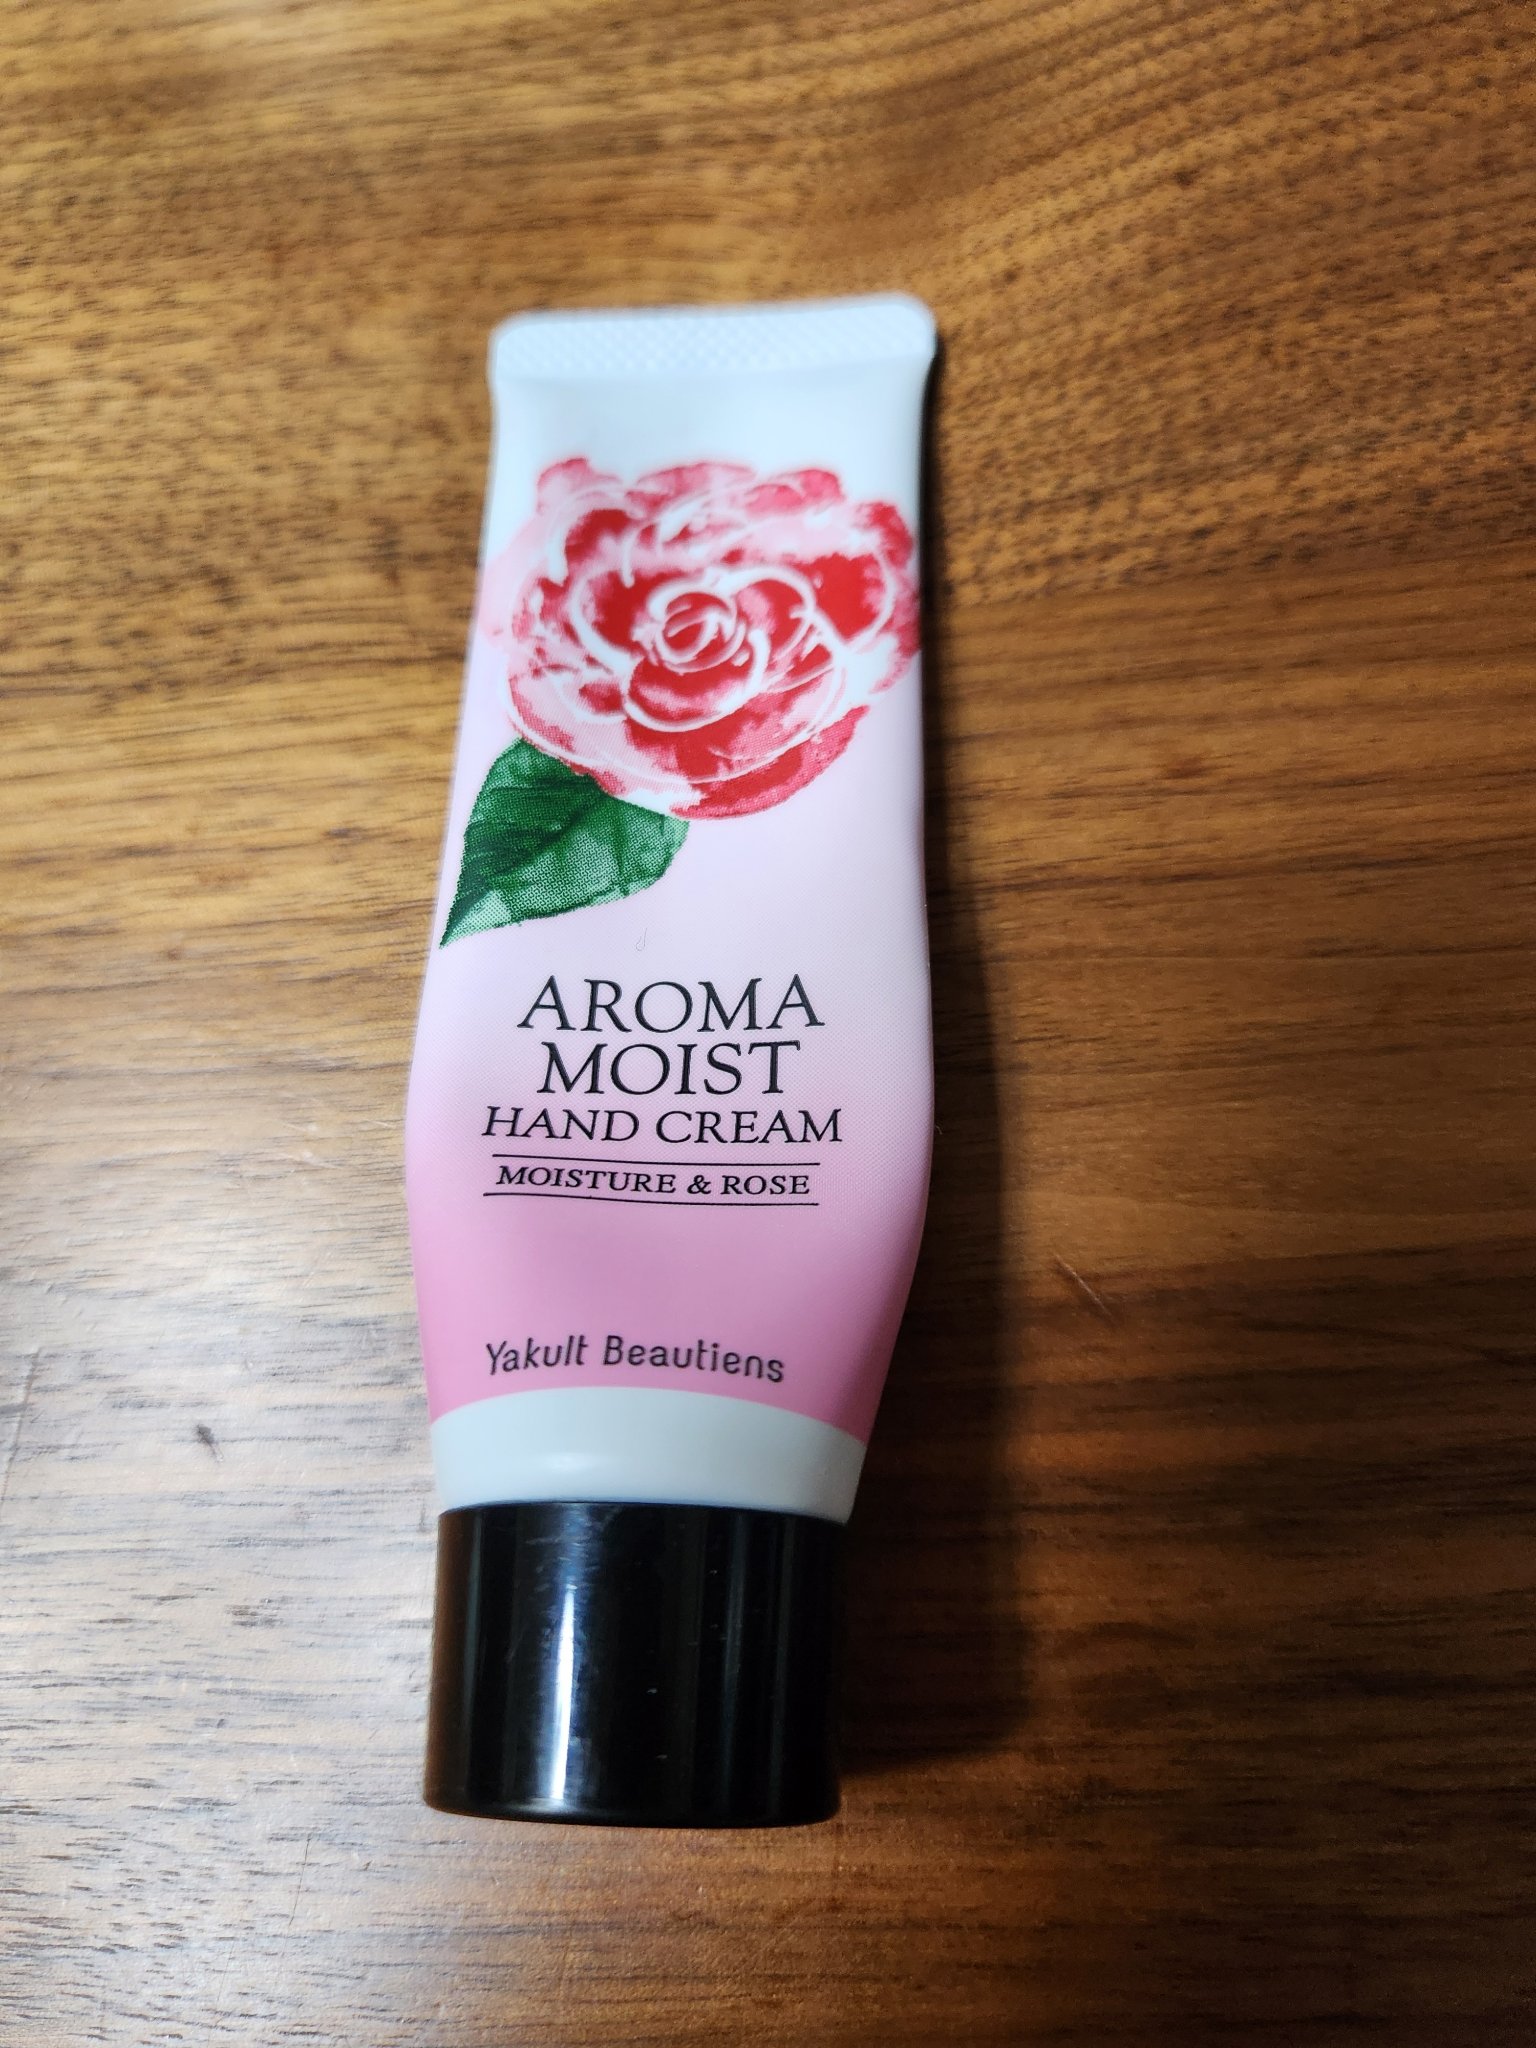 AROMA
MOIST
HAND CREAM
MOISTURE & ROSE
Yakult Beautiens